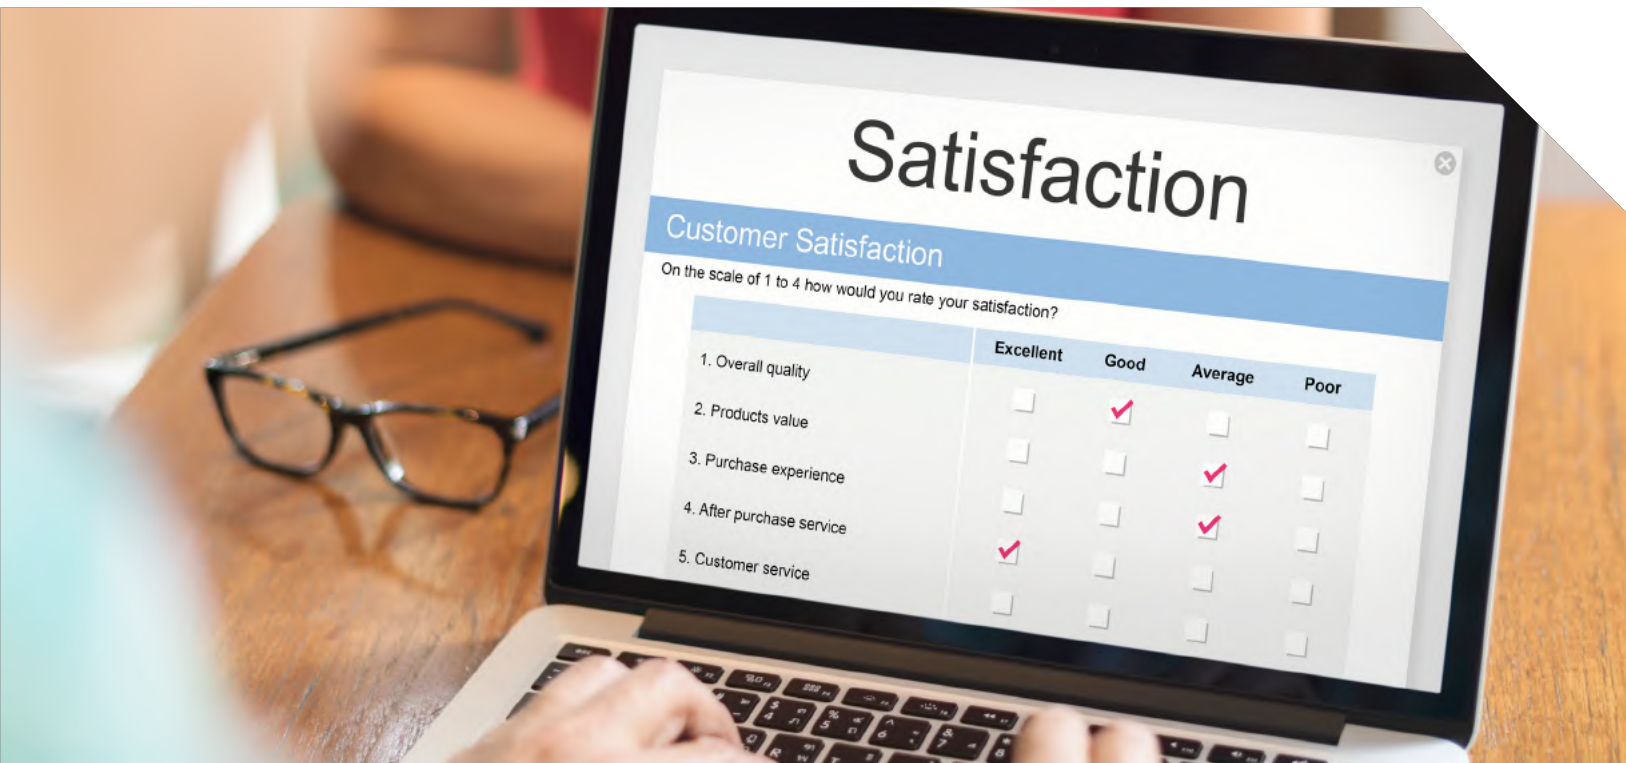 Satisfaction
Customer Satisfaction
On the scale of 1 to 4 how would you rate your satisfaction?
Excellent Good Average Poor
1. Overall quality
2. Products value
3. Purchase experience
4. After purchase service
5. Customer service